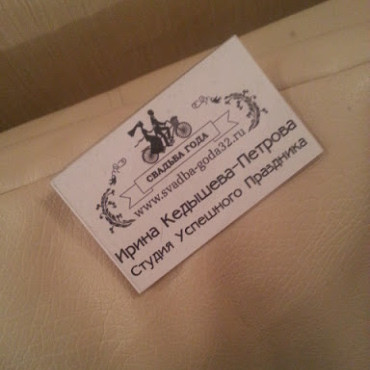 СВАДЬБА ГОДА
www.svadba-goda32.ru
Ирина Кедышева-Петрова
Студия Успешного Праздника